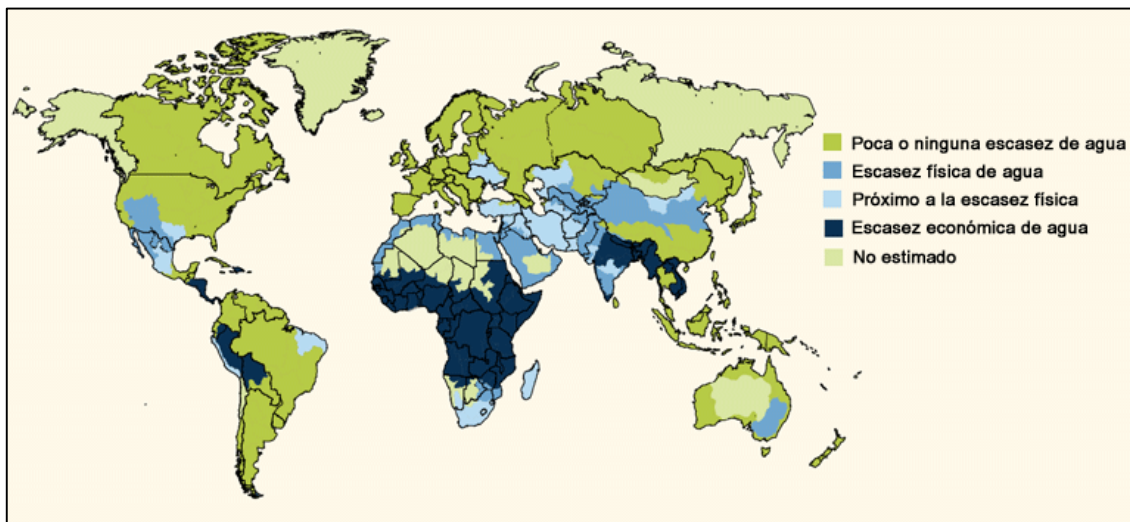 Poca o ninguna escasez de agua
Escasez física de agua
Próximo a la escasez física
Escasez económica de agua
No estimado